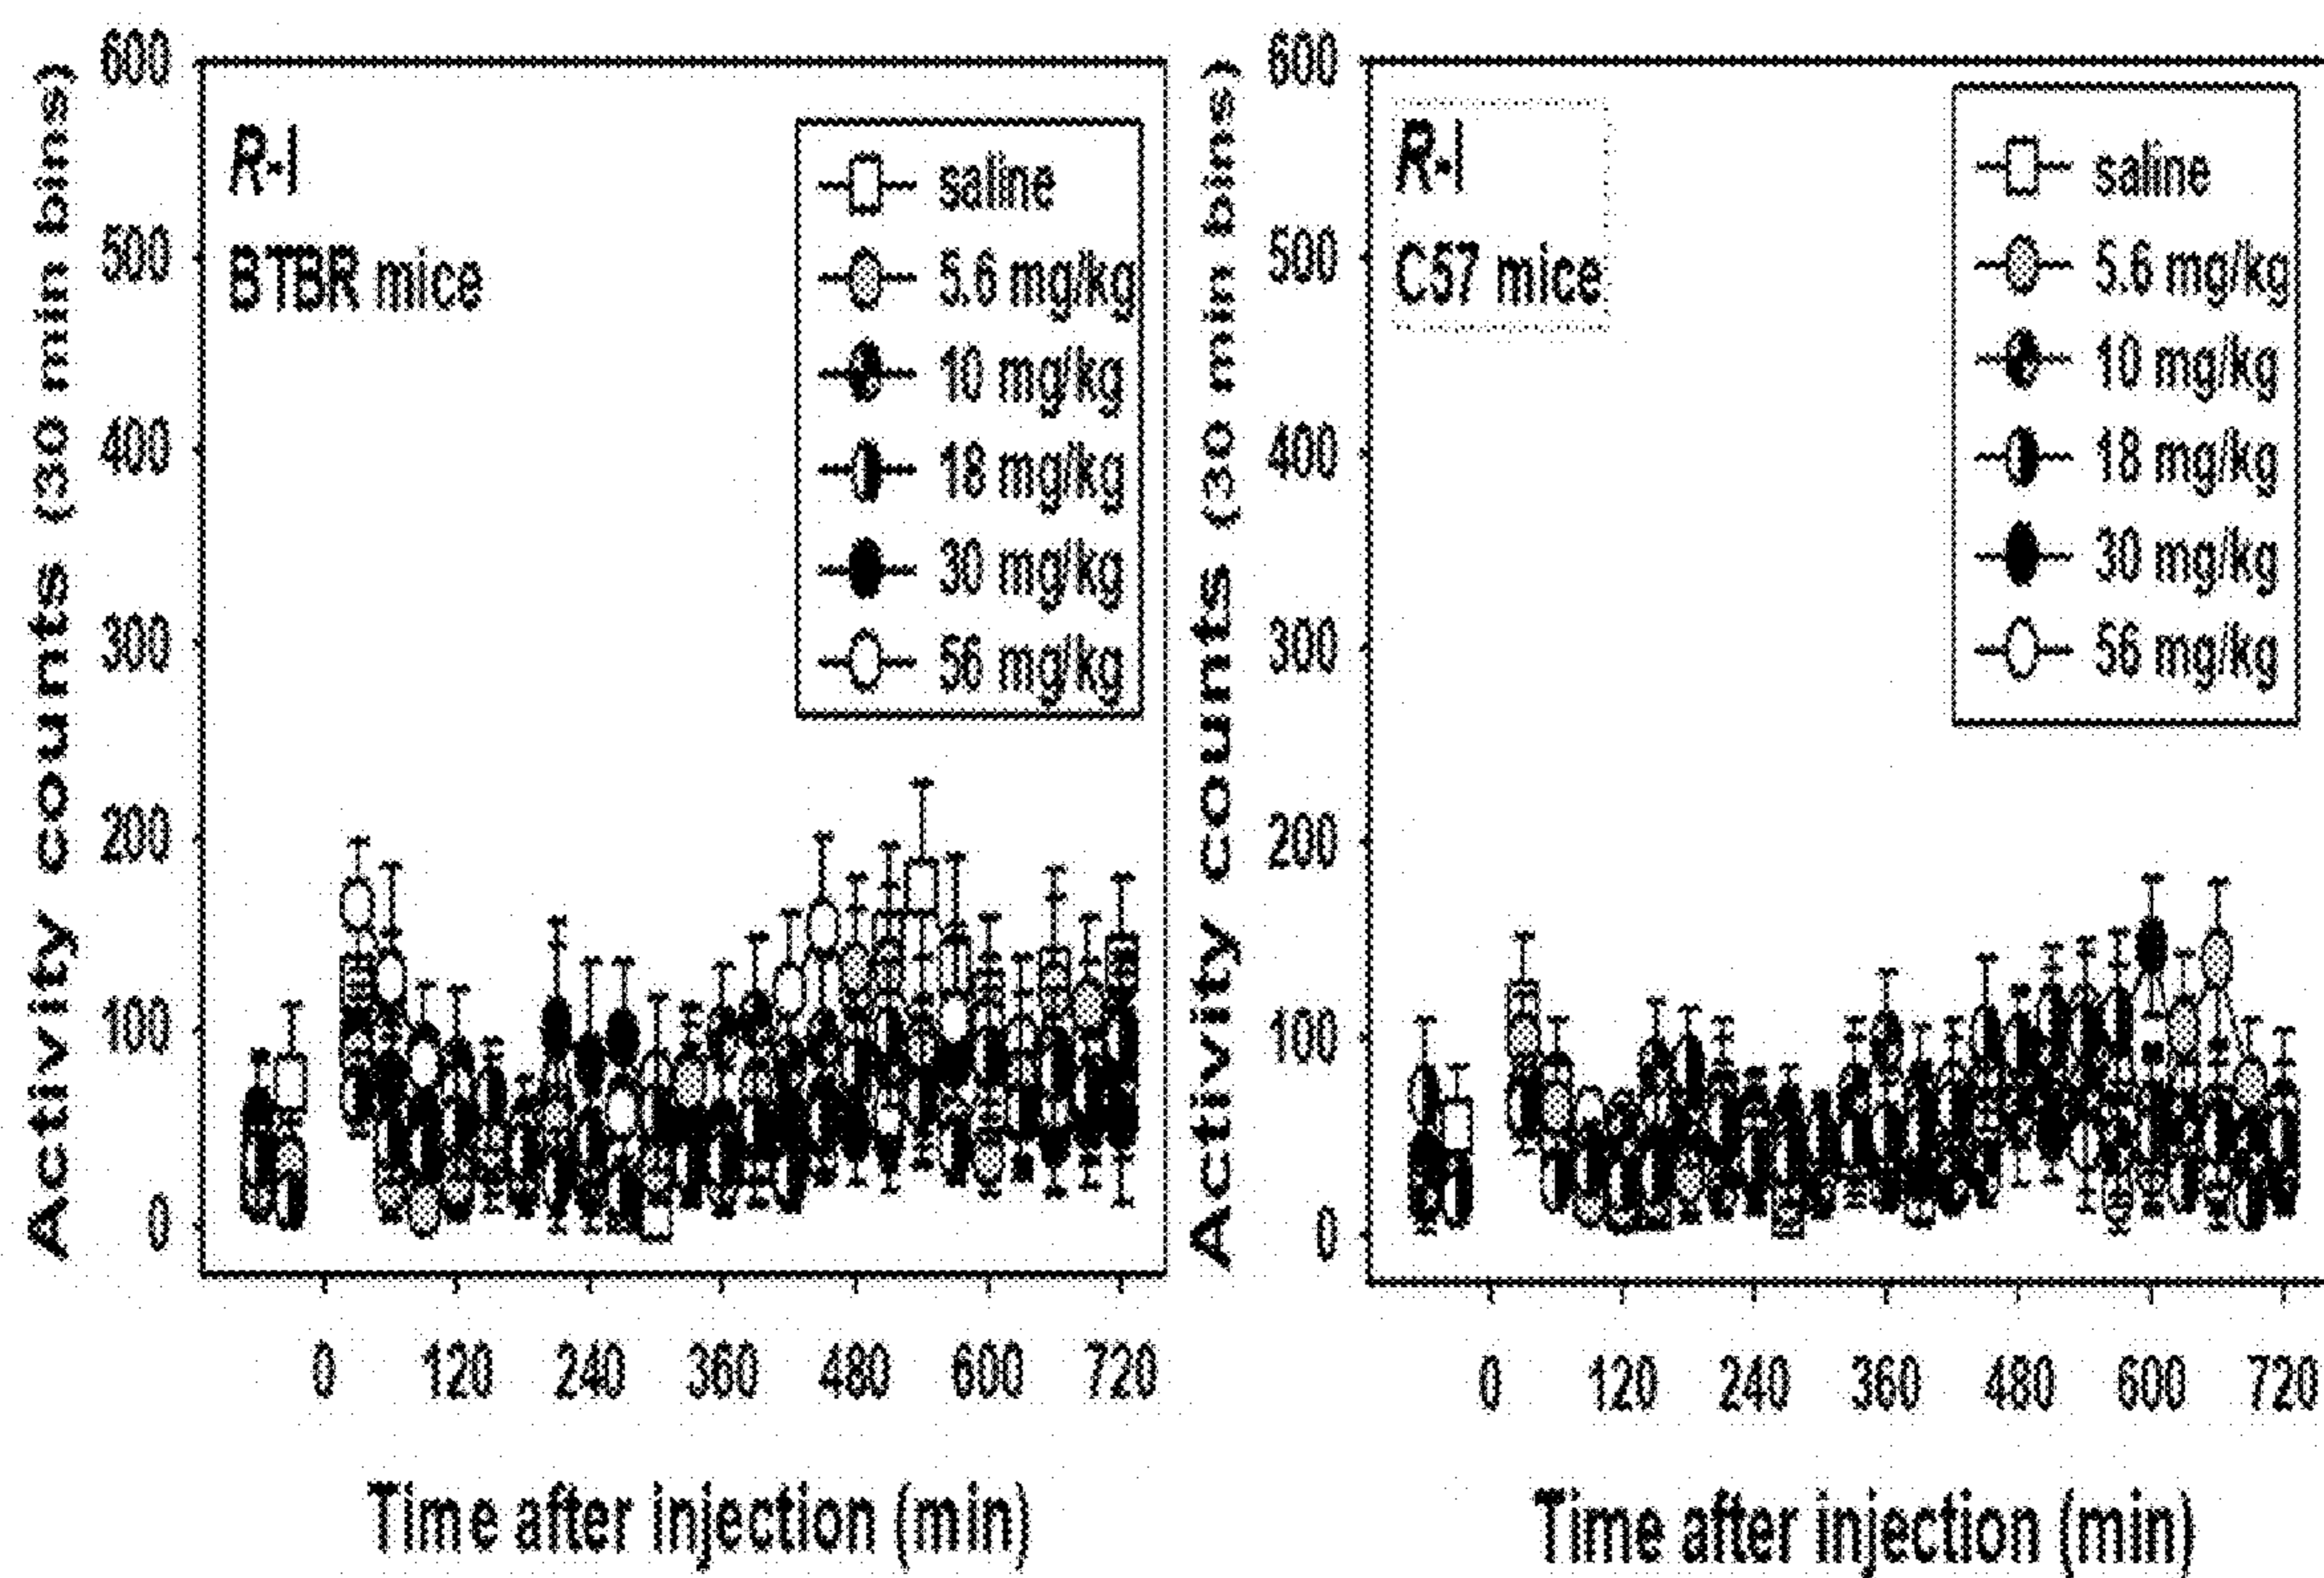 Activity counts (30 min bins)
600
500
400
300
200
100
0
R-I
BTBR mice
saline
5.6 mg/kg
10 mg/kg
18 mg/kg
30 mg/kg
56 mg/kg
0 120 240 360 480 600 720
Time after injection (min)
Activity counts (30 min bins)
600
500
400
300
200
100
0
R-I
C57 mice
saline
5.6 mg/kg
10 mg/kg
18 mg/kg
30 mg/kg
56 mg/kg
0 120 240 360 480 600 720
Time after injection (min)